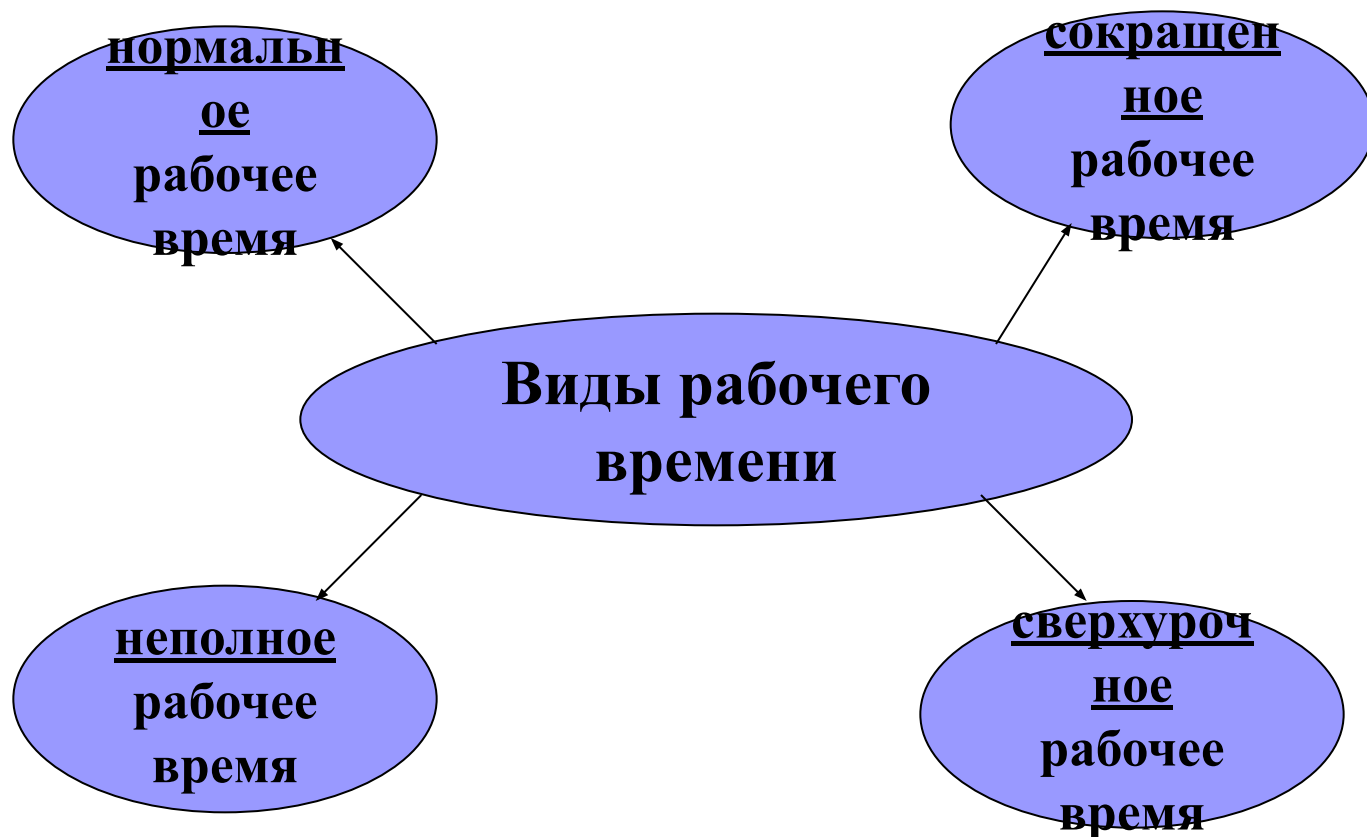 нормальн
ое
рабочее
время
сокращен
ное
рабочее
время
Виды рабочего
времени
неполное
рабочее
время
сверхуроч
ное
рабочее
время